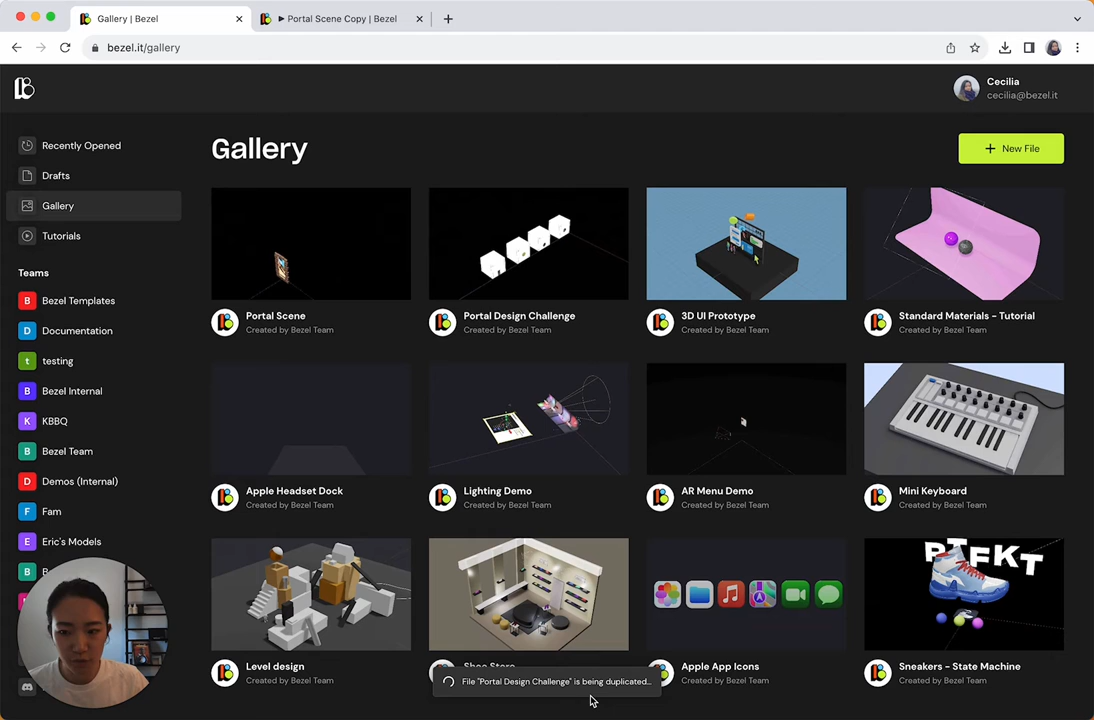 Gallery | Bezel
▶ Portal Scene Copy | Bezel
bezel.it/gallery
Cecilia
cecilia@bezel.it
Recently Opened
Drafts
Gallery
Tutorials
Teams
B Bezel Templates
D Documentation
t testing
B Bezel Internal
K KBBQ
B Bezel Team
D Demos (Internal)
F Fam
E Eric's Models
B
Gallery
+ New File
Portal Scene
Created by Bezel Team
Portal Design Challenge
Created by Bezel Team
3D UI Prototype
Created by Bezel Team
Standard Materials - Tutorial
Created by Bezel Team
Apple Headset Dock
Created by Bezel Team
Lighting Demo
Created by Bezel Team
AR Menu Demo
Created by Bezel Team
Mini Keyboard
Created by Bezel Team
Level design
Created by Bezel Team
Shoe Store
Apple App Icons
Created by Bezel Team
RTFKT
Sneakers - State Machine
Created by Bezel Team
File "Portal Design Challenge" is being duplicated...